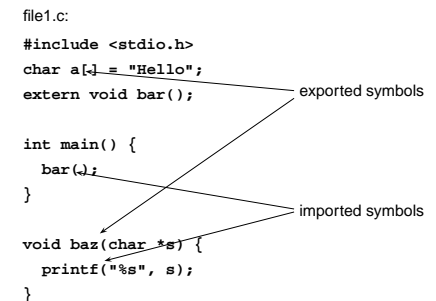 file1.c:
#include <stdio.h>
char a[] = "Hello";
extern void bar();
exported symbols
int main() {
bar();
}
imported symbols
void baz(char *s) {
printf("%s", s);
}